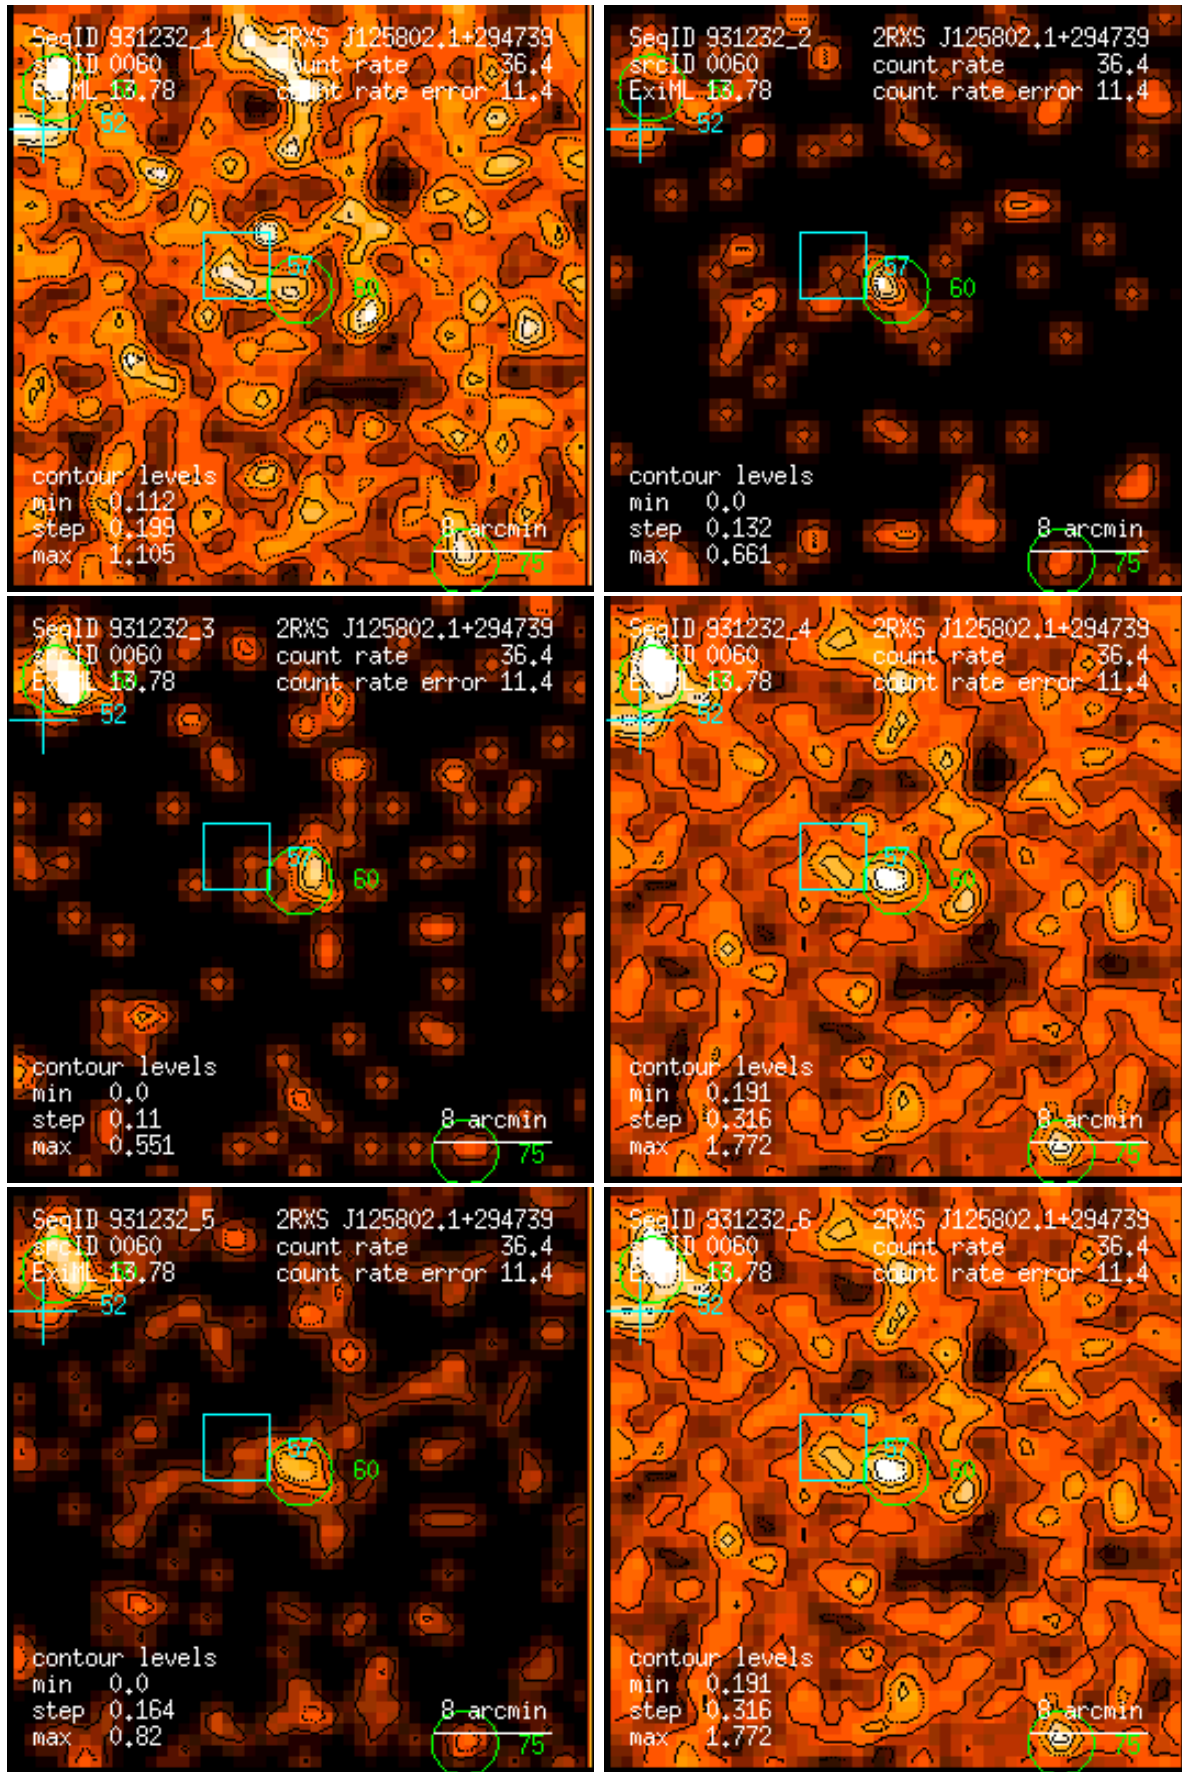 SeqID 931232_1 2RXS J125802.1+294739
srcID 0060 count rate 36.4
ExiML 13.78 count rate error 11.4
52
57
60
contour levels
min 0.112
step 0.199 8 arcmin
max 1.105 75
SeqID 931232_2 2RXS J125802.1+294739
srcID 0060 count rate 36.4
ExiML 13.78 count rate error 11.4
52
57
60
contour levels
min 0.0
step 0.132 8 arcmin
max 0.661 75
SeqID 931232_3 2RXS J125802.1+294739
srcID 0060 count rate 36.4
ExiML 13.78 count rate error 11.4
52
57
60
contour levels
min 0.0
step 0.11 8 arcmin
max 0.551 75
SeqID 931232_4 2RXS J125802.1+294739
srcID 0060 count rate 36.4
ExiML 13.78 count rate error 11.4
52
57
60
contour levels
min 0.191
step 0.316 8 arcmin
max 1.772 75
SeqID 931232_5 2RXS J125802.1+294739
srcID 0060 count rate 36.4
ExiML 13.78 count rate error 11.4
52
57
60
contour levels
min 0.0
step 0.164 8 arcmin
max 0.82 75
SeqID 931232_6 2RXS J125802.1+294739
srcID 0060 count rate 36.4
ExiML 13.78 count rate error 11.4
52
57
60
contour levels
min 0.191
step 0.316 8 arcmin
max 1.772 75